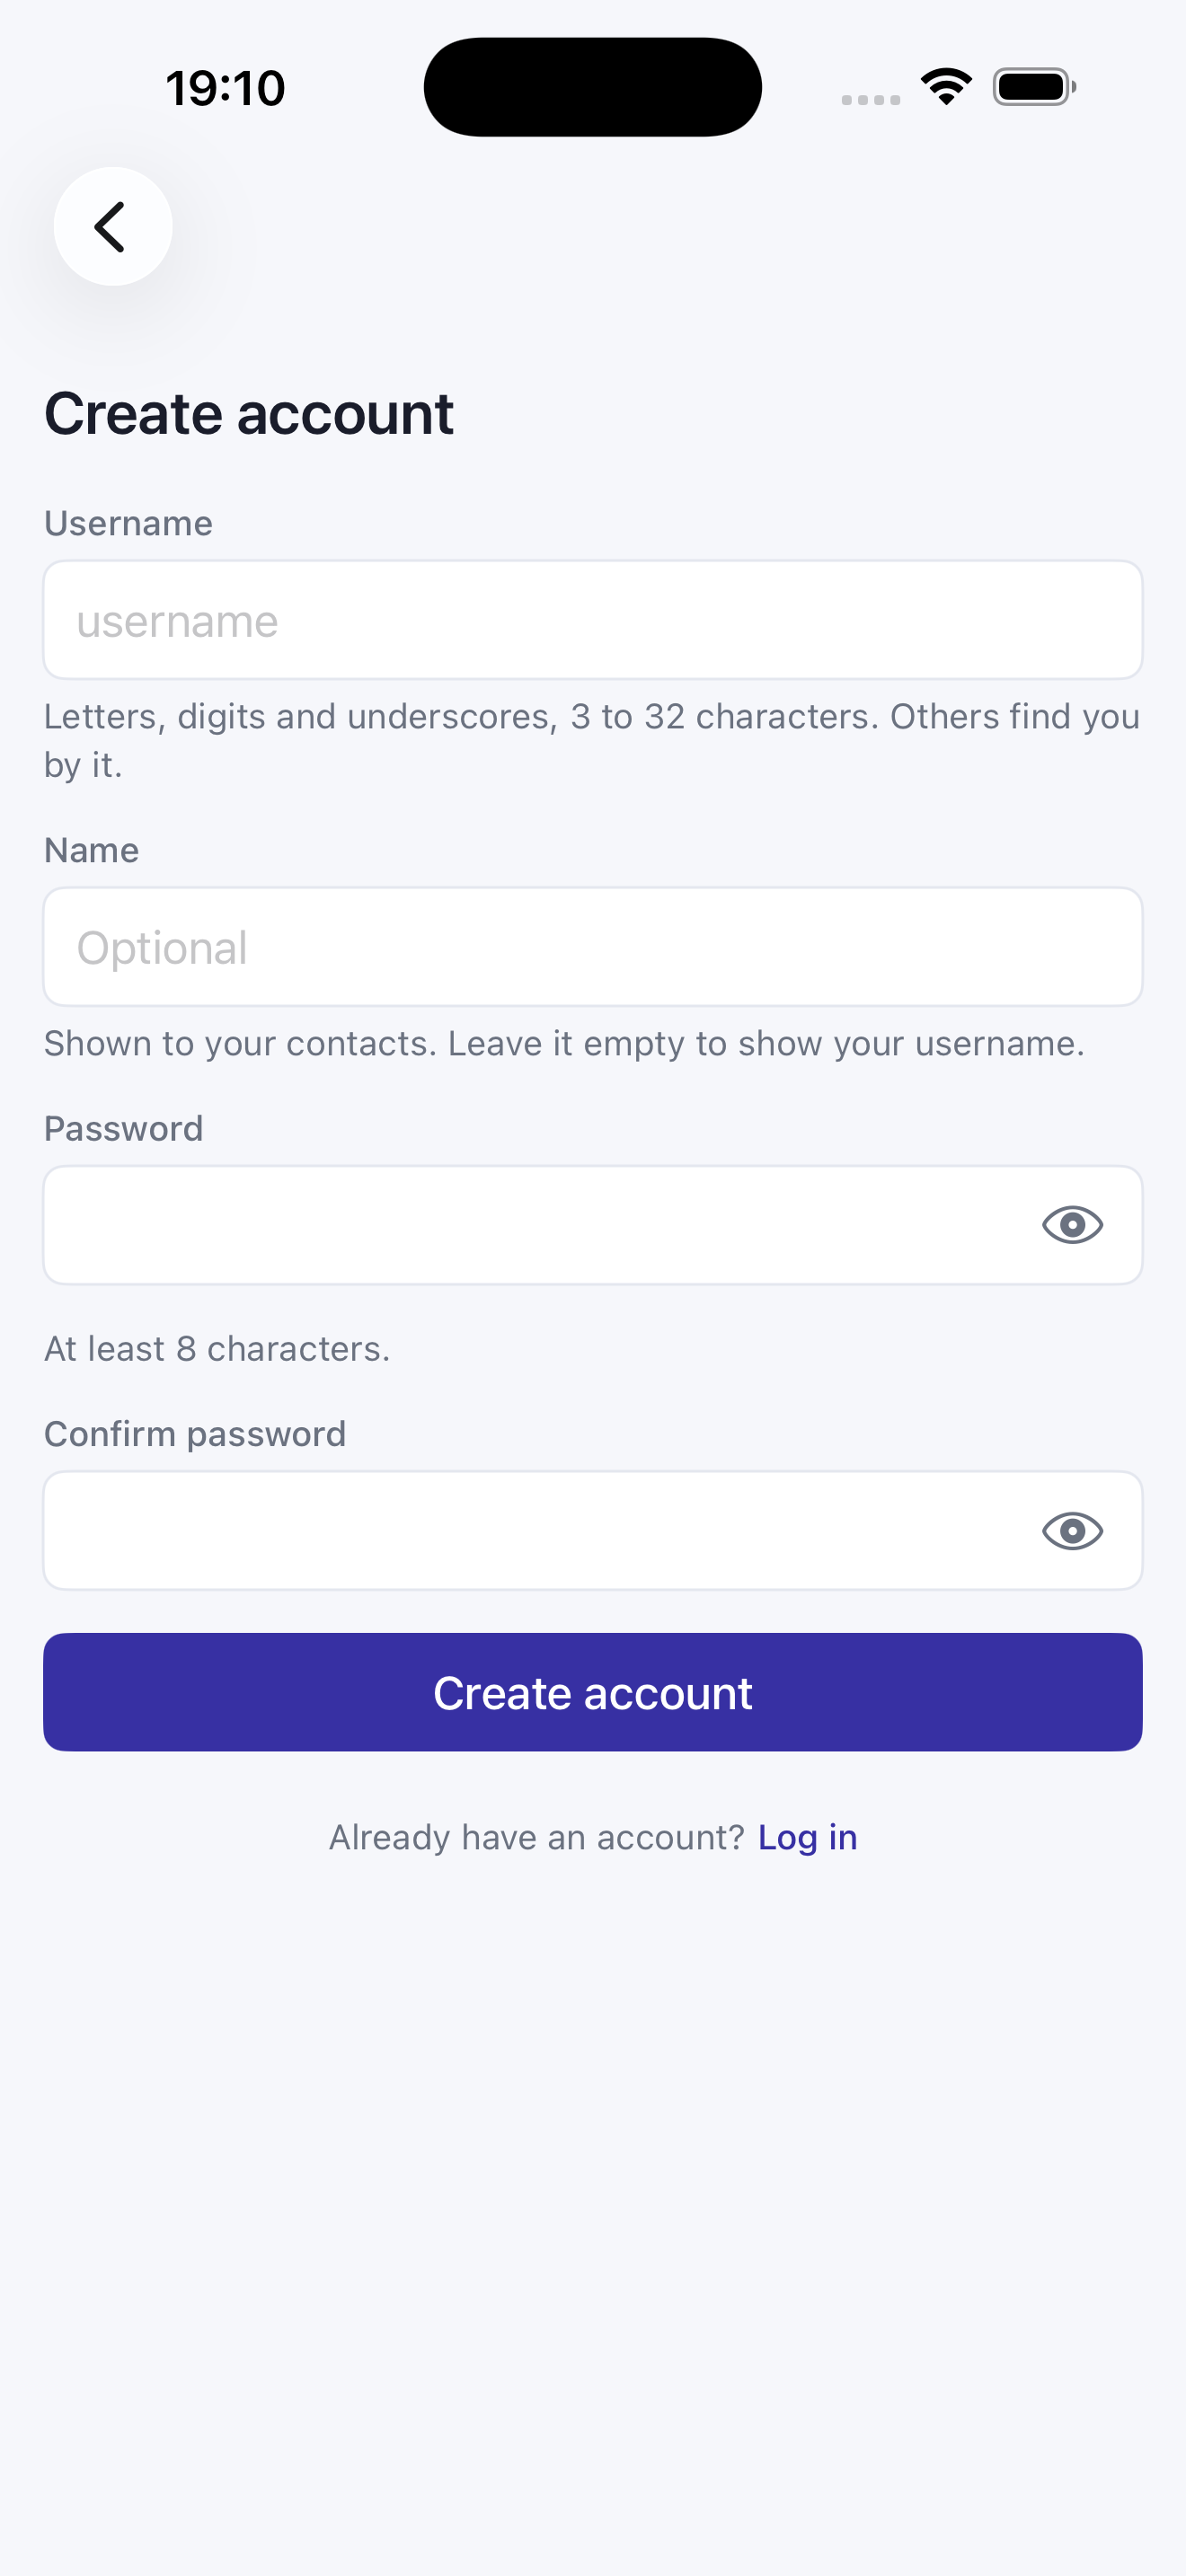 19:10
Create account
Username
username
Letters, digits and underscores, 3 to 32 characters. Others find you
by it.
Name
Optional
Shown to your contacts. Leave it empty to show your username.
Password
At least 8 characters.
Confirm password
Create account
Already have an account? Log in